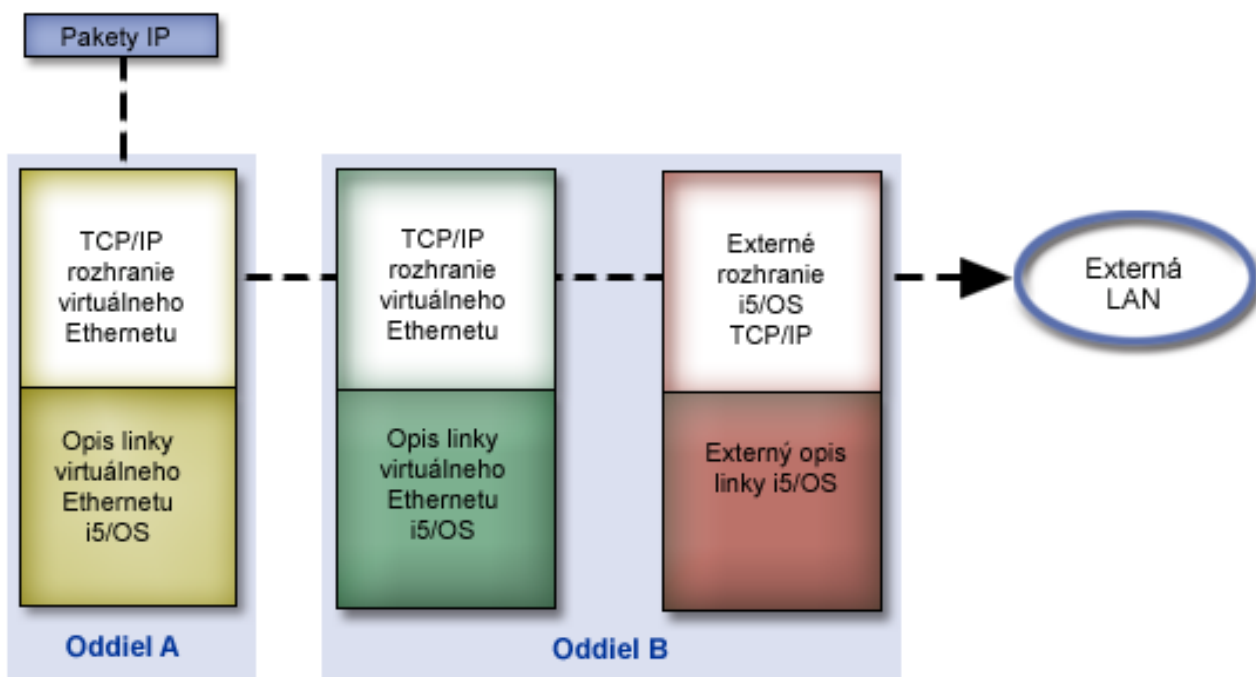 Pakety IP
TCP/IP
rozhranie
virtuálneho
Ethernetu
Opis linky
virtuálneho
Ethernetu
i5/OS
Oddiel A
TCP/IP
rozhranie
virtuálneho
Ethernetu
Opis linky
virtuálneho
Ethernetu
i5/OS
Externé
rozhranie
i5/OS
TCP/IP
Externý opis
linky i5/OS
Oddiel B
Externá
LAN